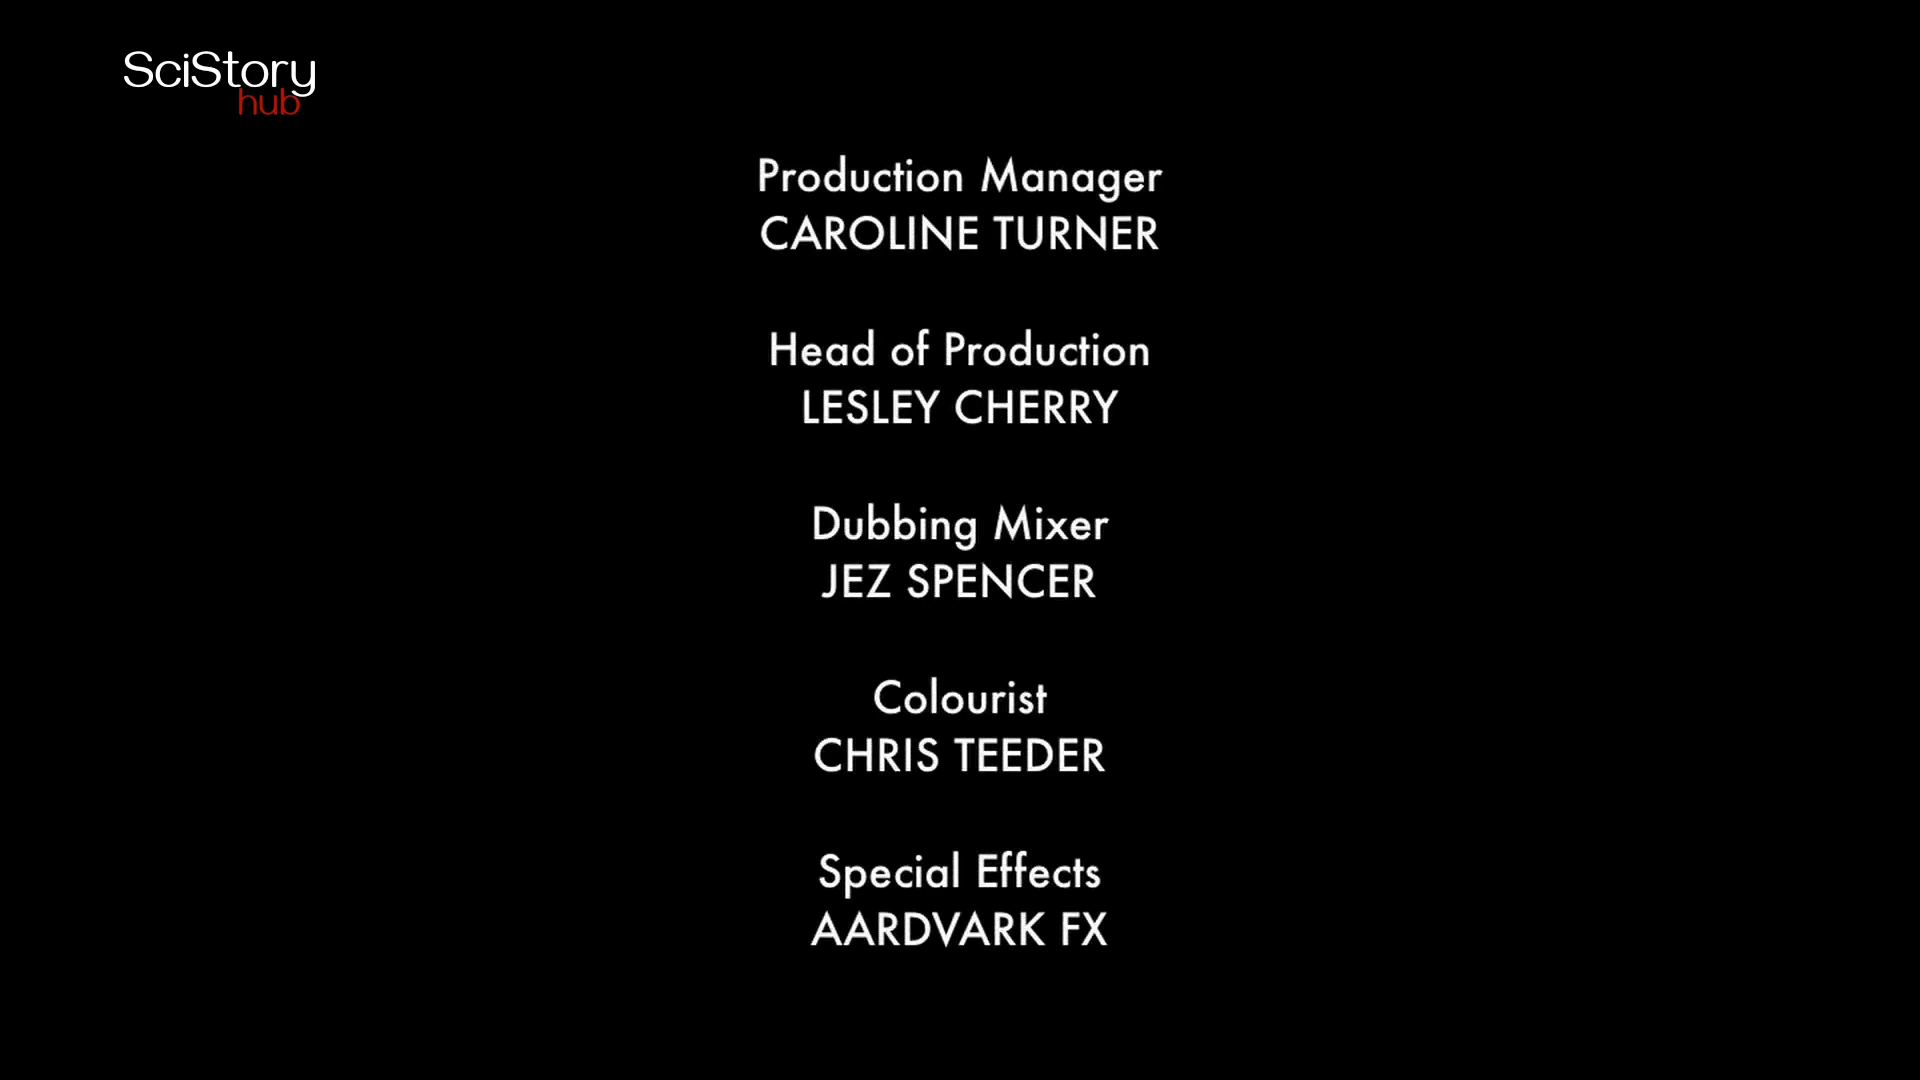 SciStory
hub
Production Manager
CAROLINE TURNER
Head of Production
LESLEY CHERRY
Dubbing Mixer
JEZ SPENCER
Colourist
CHRIS TEEDER
Special Effects
AARDVARK FX